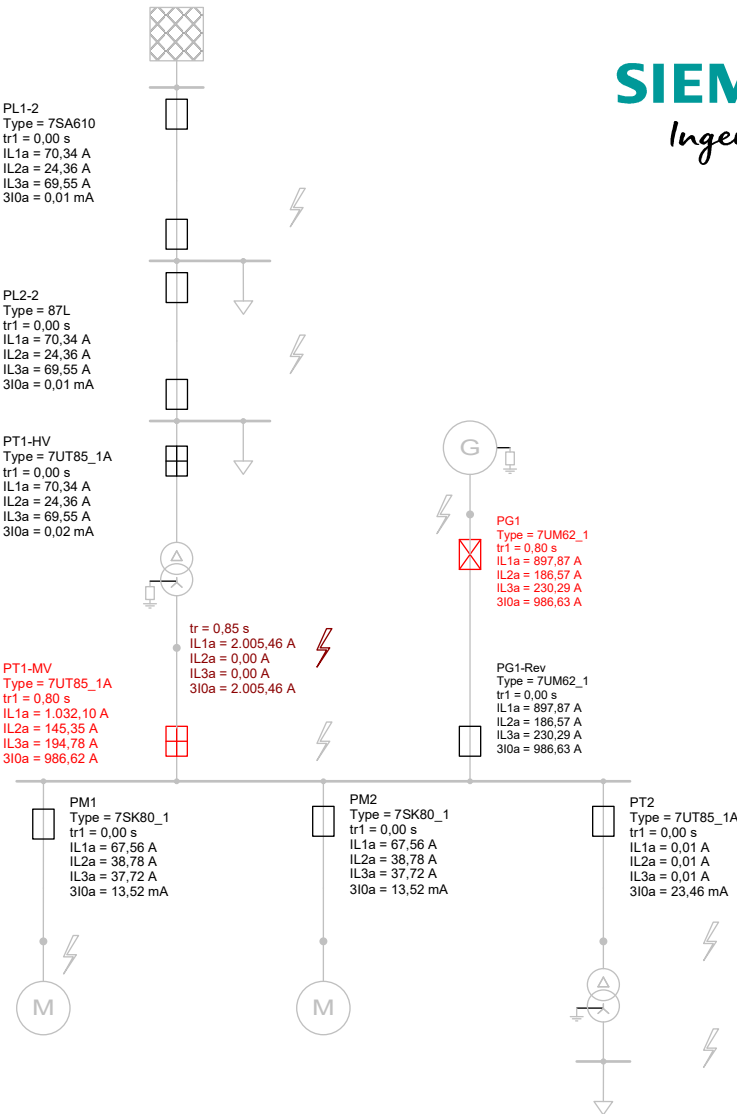 SIEM
Ingen
PL1-2
Type = 7SA610
tr1 = 0,00 s
IL1a = 70,34 A
IL2a = 24,36 A
IL3a = 69,55 A
3I0a = 0,01 mA
PL2-2
Type = 87L
tr1 = 0,00 s
IL1a = 70,34 A
IL2a = 24,36 A
IL3a = 69,55 A
3I0a = 0,01 mA
PT1-HV
Type = 7UT85_1A
tr1 = 0,00 s
IL1a = 70,34 A
IL2a = 24,36 A
IL3a = 69,55 A
3I0a = 0,02 mA
G
PG1
Type = 7UM62_1
tr1 = 0,80 s
IL1a = 897,87 A
IL2a = 186,57 A
IL3a = 230,29 A
3I0a = 986,63 A
tr = 0,85 s
IL1a = 2.005,46 A
IL2a = 0,00 A
IL3a = 0,00 A
3I0a = 2.005,46 A
PT1-MV
Type = 7UT85_1A
tr1 = 0,80 s
IL1a = 1.032,10 A
IL2a = 145,35 A
IL3a = 194,78 A
3I0a = 986,62 A
PG1-Rev
Type = 7UM62_1
tr1 = 0,00 s
IL1a = 897,87 A
IL2a = 186,57 A
IL3a = 230,29 A
3I0a = 986,63 A
PM1
Type = 7SK80_1
tr1 = 0,00 s
IL1a = 67,56 A
IL2a = 38,78 A
IL3a = 37,72 A
3I0a = 13,52 mA
PM2
Type = 7SK80_1
tr1 = 0,00 s
IL1a = 67,56 A
IL2a = 38,78 A
IL3a = 37,72 A
3I0a = 13,52 mA
PT2
Type = 7UT85_1A
tr1 = 0,00 s
IL1a = 0,01 A
IL2a = 0,01 A
IL3a = 0,01 A
3I0a = 23,46 mA
M
M